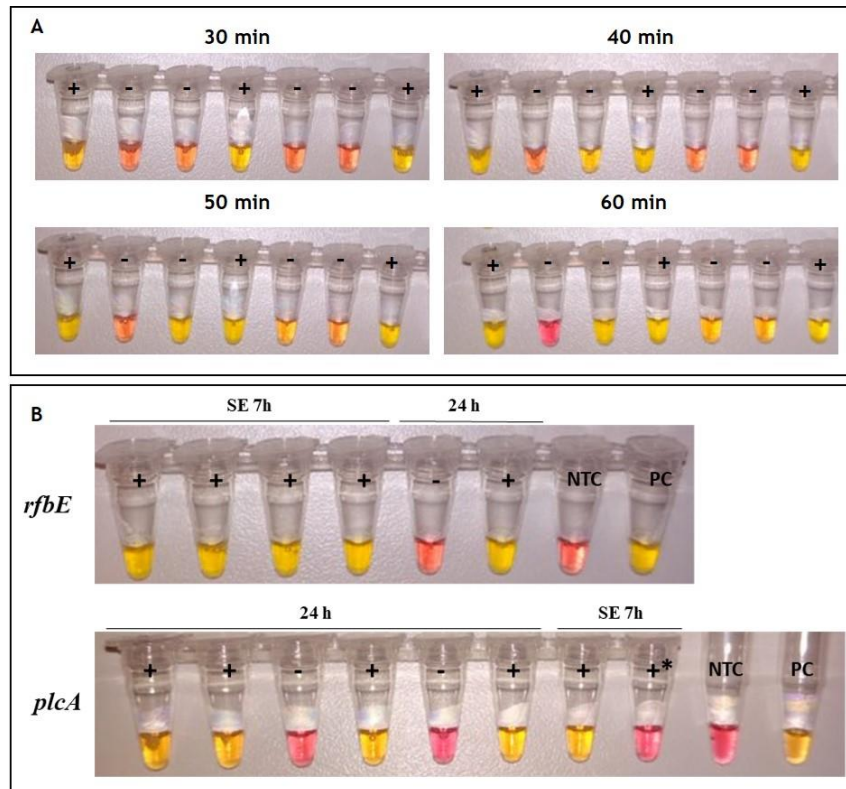 A
30 min
40 min
+ - - + - - +
+ - - + - - +
50 min
60 min
+ - - + - - +
+ - - + - - +
B
SE 7h
24 h
rfbE
+ + + + - + NTC PC
24 h
SE 7h
plcA
+ + - + - + + +* NTC PC